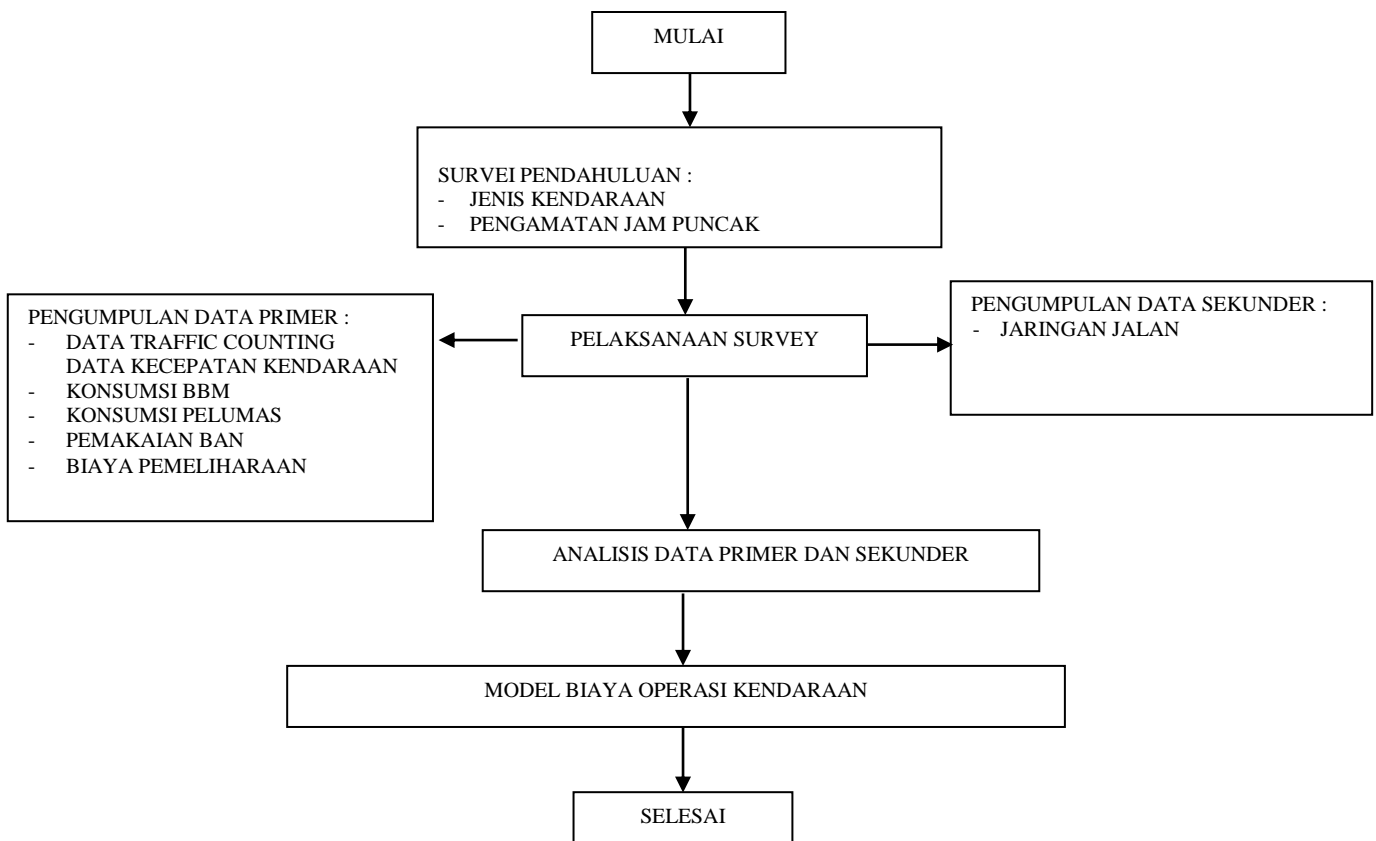 MULAI
SURVEI PENDAHULUAN :
- JENIS KENDARAAN
- PENGAMATAN JAM PUNCAK
PENGUMPULAN DATA PRIMER :
- DATA TRAFFIC COUNTING
DATA KECEPATAN KENDARAAN
- KONSUMSI BBM
- KONSUMSI PELUMAS
- PEMAKAIAN BAN
- BIAYA PEMELIHARAAN
PELAKSANAAN SURVEY
PENGUMPULAN DATA SEKUNDER :
- JARINGAN JALAN
ANALISIS DATA PRIMER DAN SEKUNDER
MODEL BIAYA OPERASI KENDARAAN
SELESAI